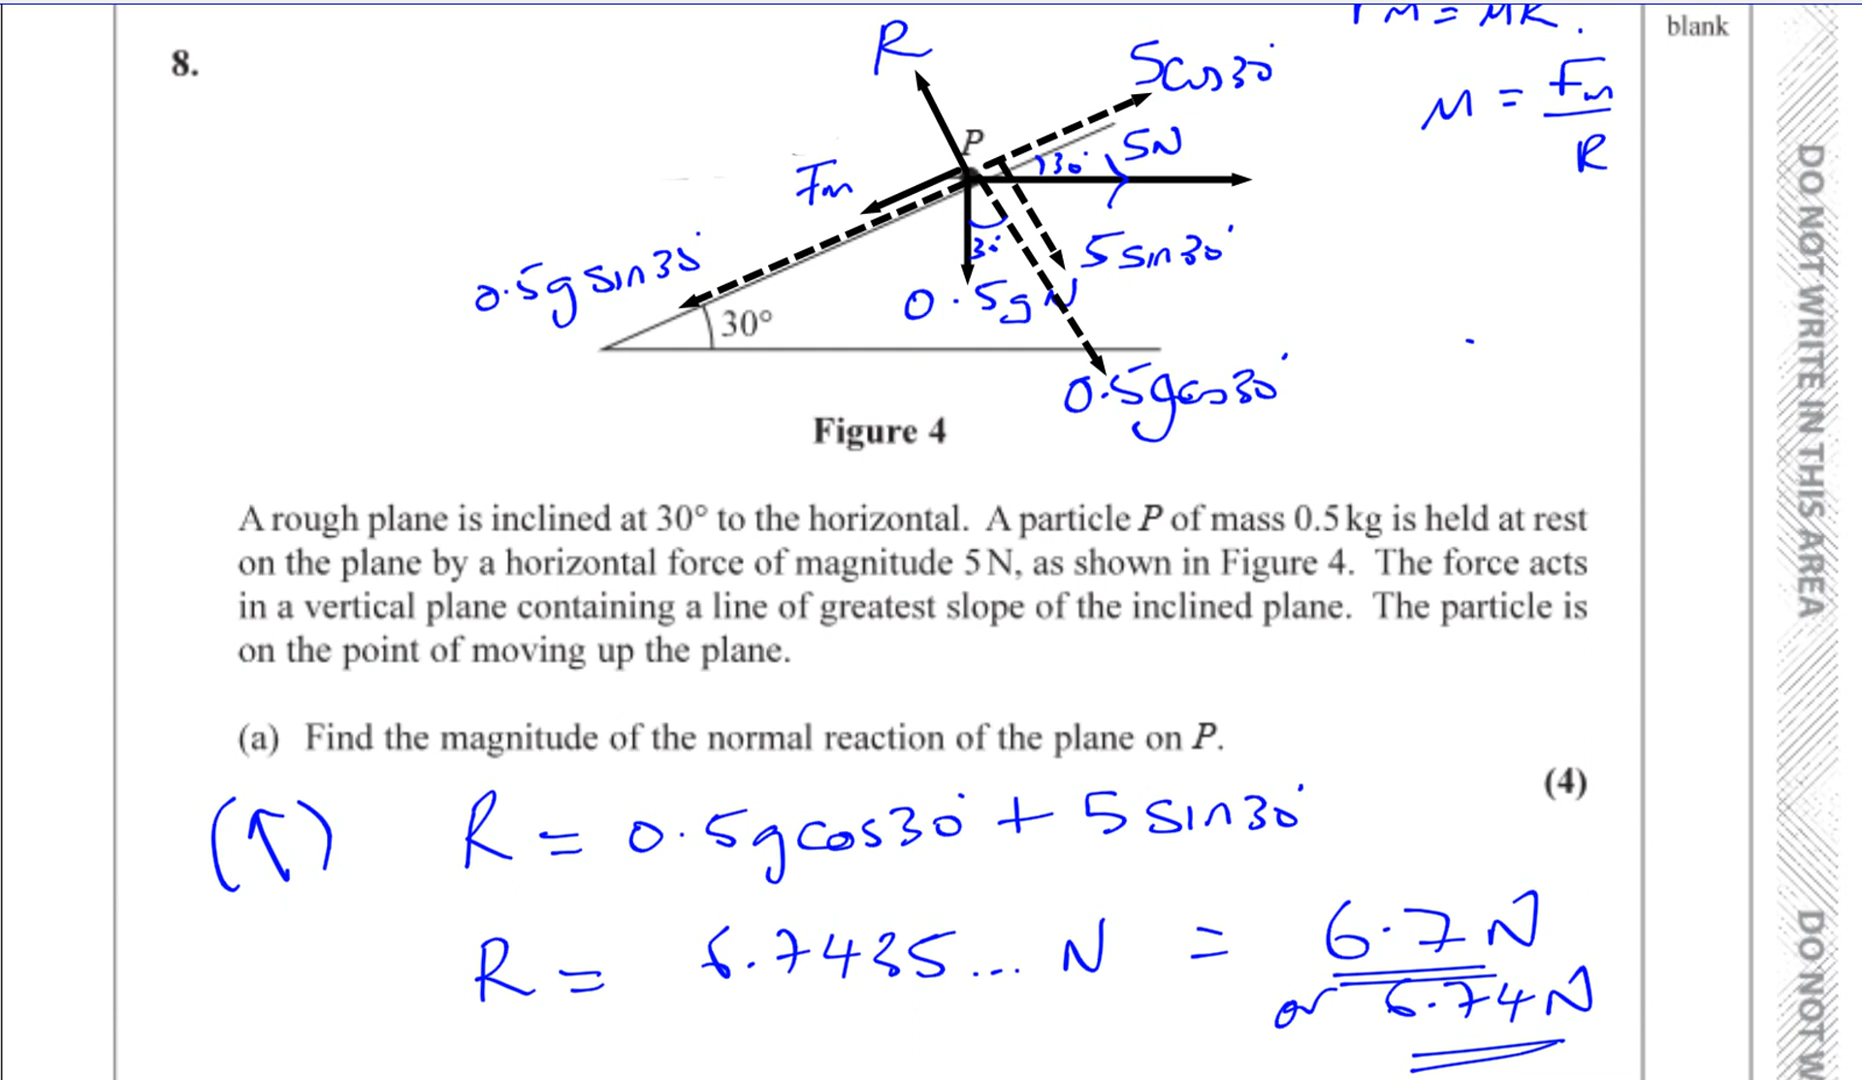 Fm = MR.
blank
8.
R
5cos30°
M = Fm
R
P
5N
30°
Fm
30°
5sin30°
0.5gsin30°
0.5gN
30°
0.5gcos30°
Figure 4
A rough plane is inclined at 30° to the horizontal. A particle P of mass 0.5 kg is held at rest
on the plane by a horizontal force of magnitude 5 N, as shown in Figure 4. The force acts
in a vertical plane containing a line of greatest slope of the inclined plane. The particle is
on the point of moving up the plane.
(a) Find the magnitude of the normal reaction of the plane on P.
(4)
(↑) R = 0.5gcos30° + 5sin30°
R = 6.7435... N = 6.7N
or 6.74N
DO NOT WRITE IN THIS AREA
DO NOT W